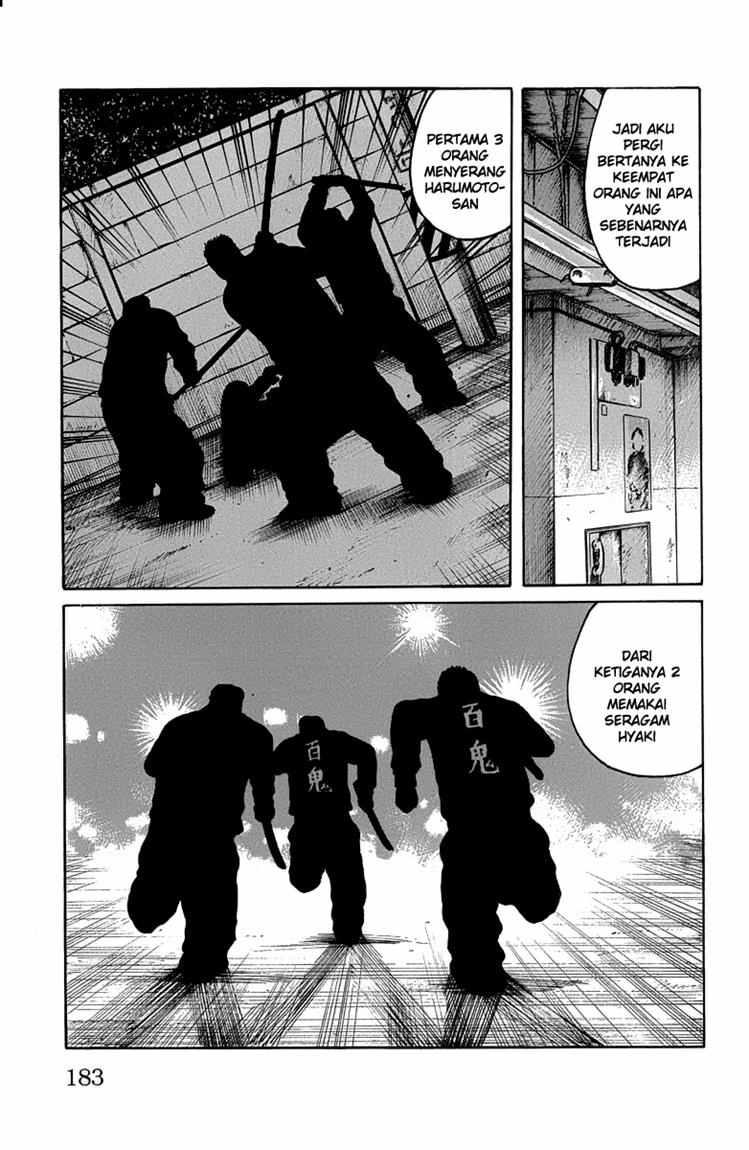 JADI AKU
PERGI
BERTANYA KE
KEEMPAT
ORANG INI APA
YANG
SEBENARNYA
TERJADI
PERTAMA 3
ORANG
MENYERANG
HARUMOTO-
SAN
DARI
KETIGANYA 2
ORANG
MEMAKAI
SERAGAM
HYAKI
百鬼
百鬼
183